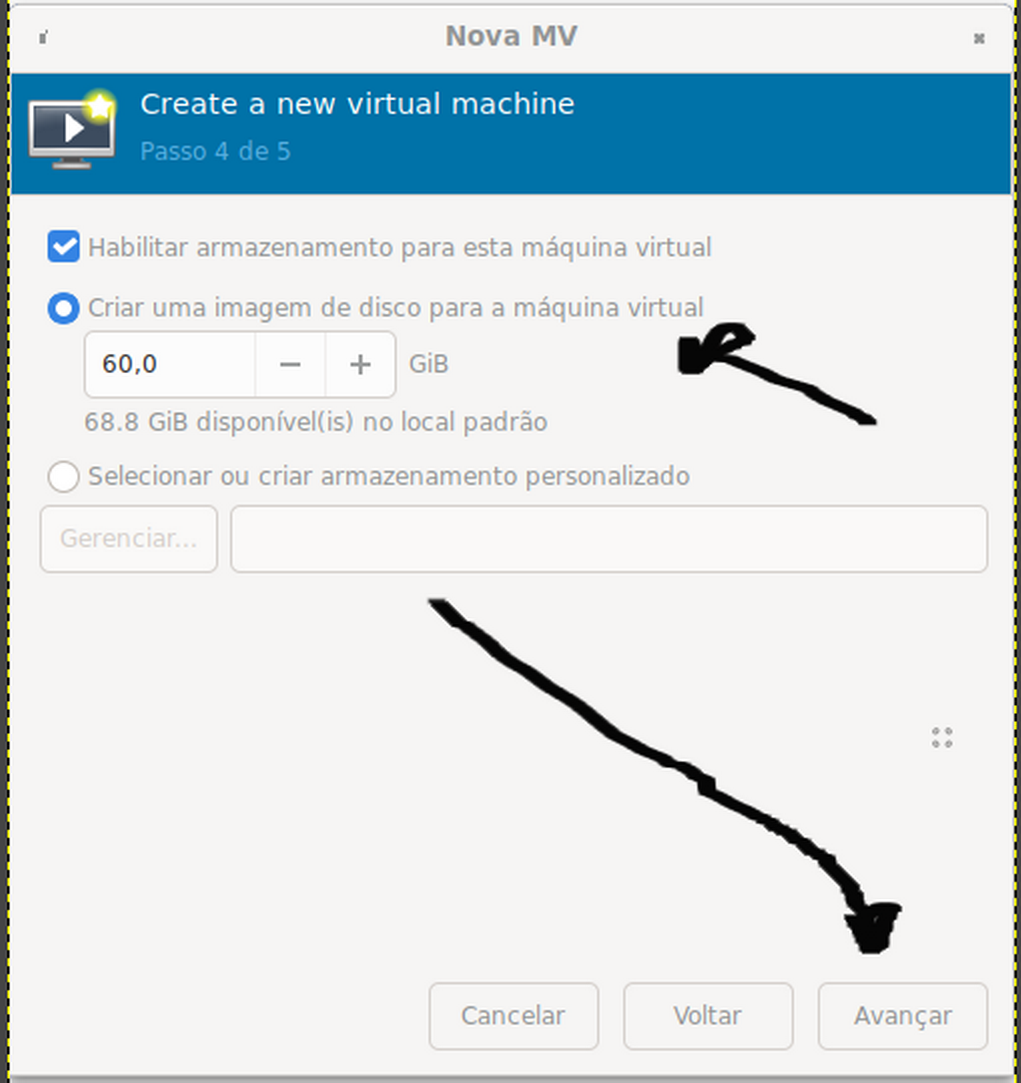 Nova MV
Create a new virtual machine
Passo 4 de 5
Habilitar armazenamento para esta máquina virtual
Criar uma imagem de disco para a máquina virtual
60,0 − + GiB
68.8 GiB disponível(is) no local padrão
Selecionar ou criar armazenamento personalizado
Gerenciar...
Cancelar Voltar Avançar